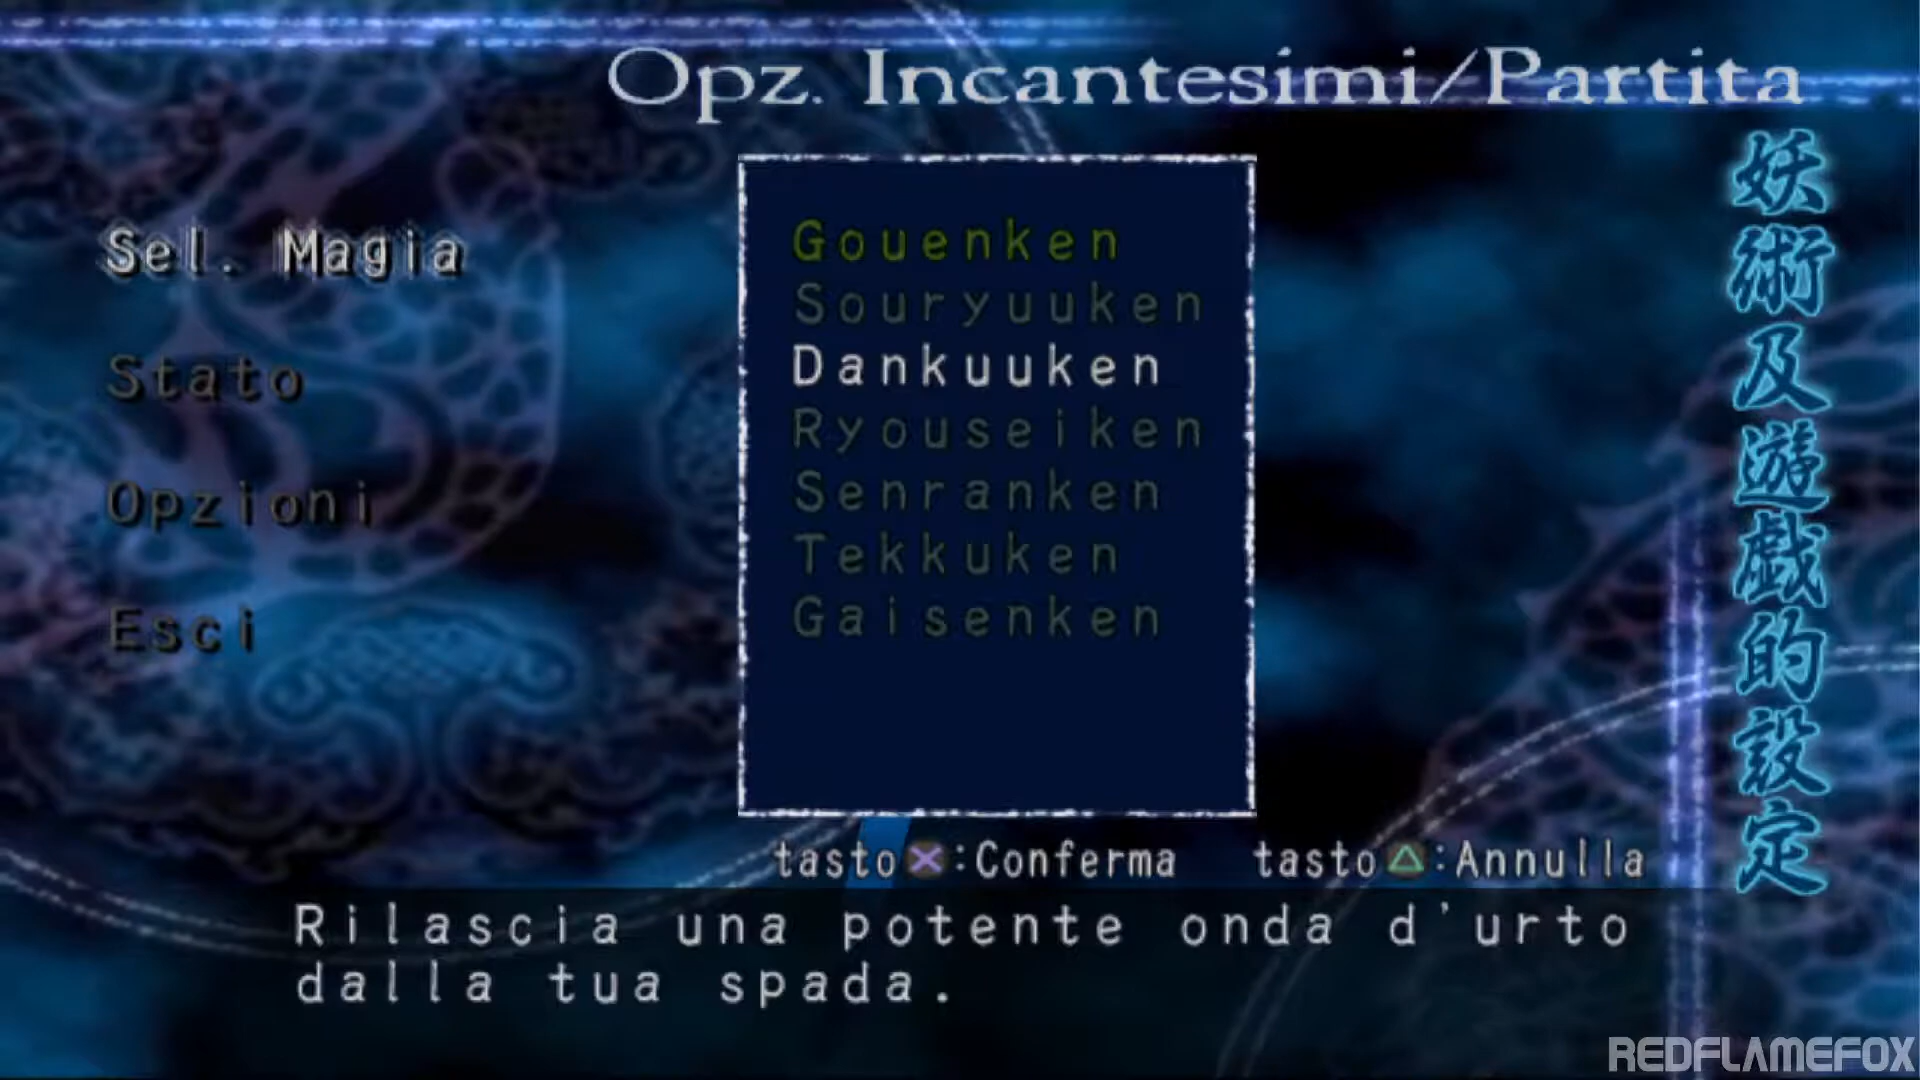 Opz. Incantesimi/Partita
妖術及遊戯的設定
Sel. Magia
Stato
Opzioni
Esci
Gouenken
Souryuuken
Dankuuken
Ryouseiken
Senranken
Tekkuken
Gaisenken
tasto:Conferma tasto:Annulla
Rilascia una potente onda d'urto
dalla tua spada.
REDFLAMEFOX